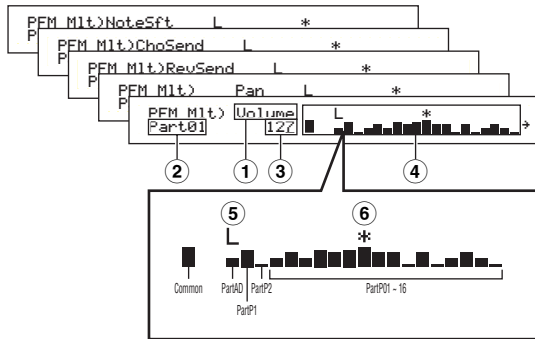 PFM Mlt)NoteSft L *
P
PFM Mlt)ChoSend L *
P
PFM Mlt)RevSend L *
P
PFM Mlt) Pan L *
P
PFM Mlt) Volume L *
Part01 127 →
② ① ③ ④
⑤ ⑥
L *
Common PartAD PartP2 PartP01 - 16
PartP1